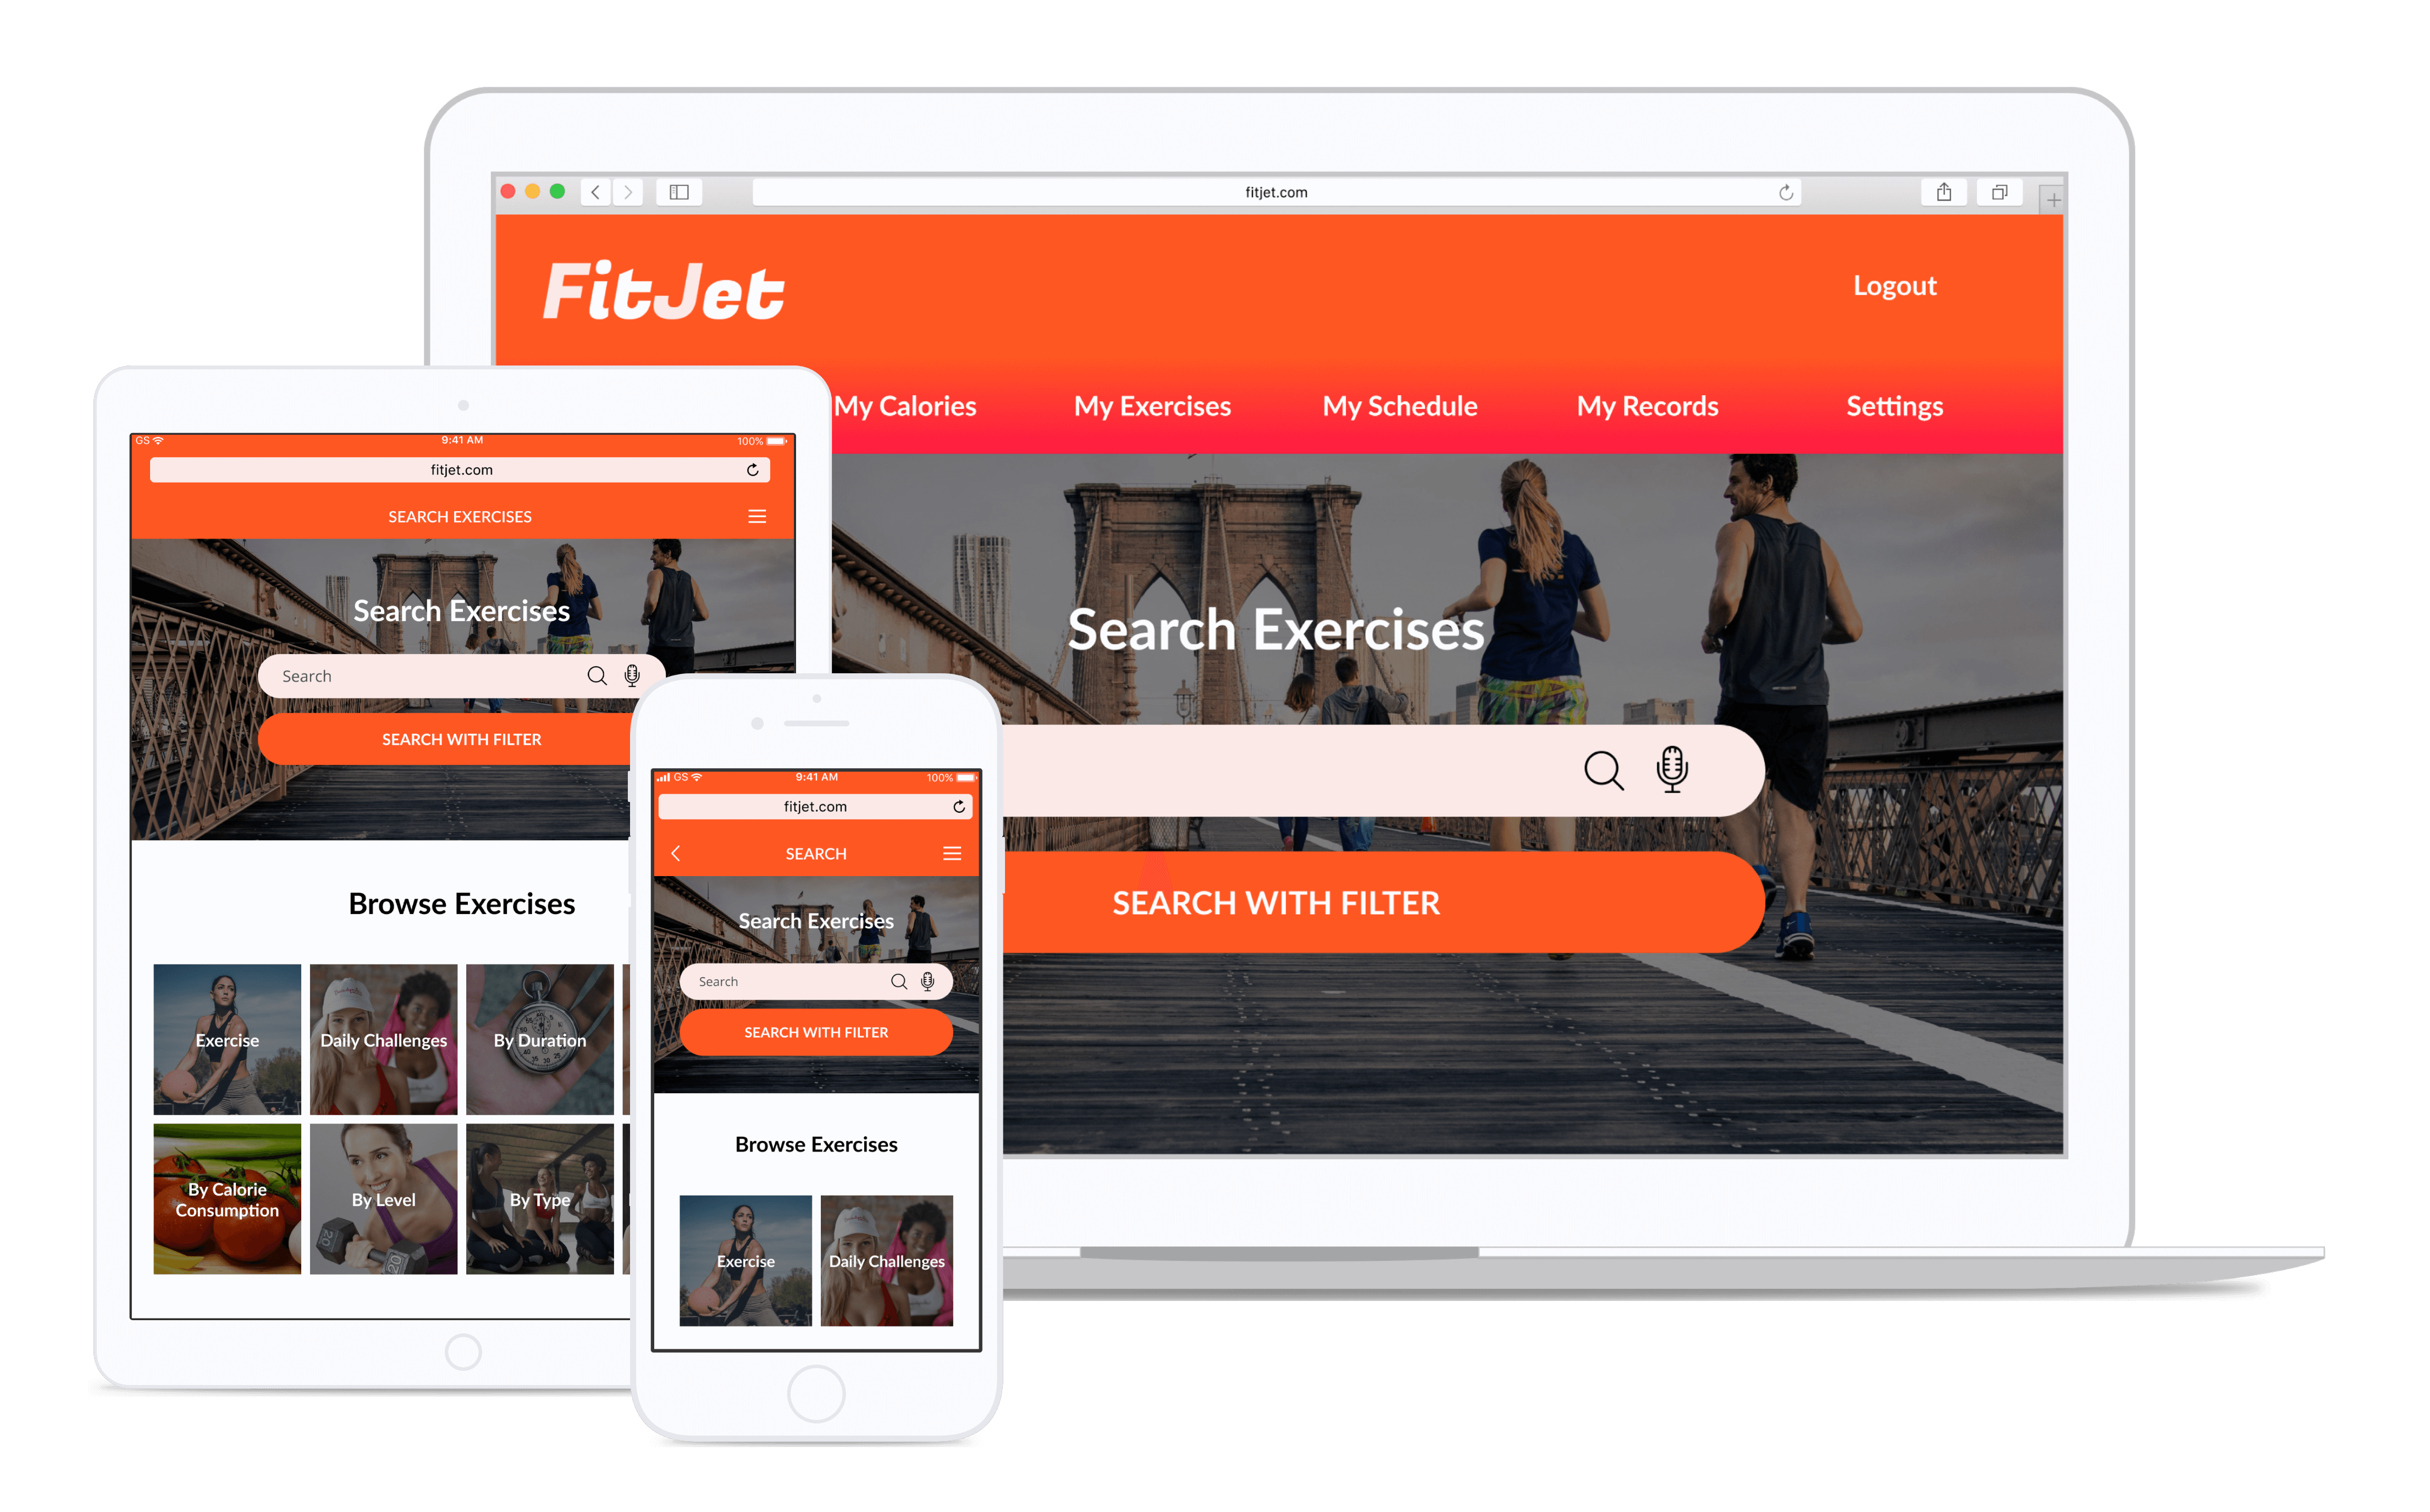 fitjet.com
FitJet
Logout
My Calories
My Exercises
My Schedule
My Records
Settings
Search Exercises
SEARCH WITH FILTER
GS
9:41 AM
100%
fitjet.com
SEARCH EXERCISES
Search Exercises
Search
SEARCH WITH FILTER
Browse Exercises
Exercise
Daily Challenges
By Duration
By Calorie
Consumption
By Level
By Type
GS
9:41 AM
100%
fitjet.com
SEARCH
Search Exercises
Search
SEARCH WITH FILTER
Browse Exercises
Exercise
Daily Challenges